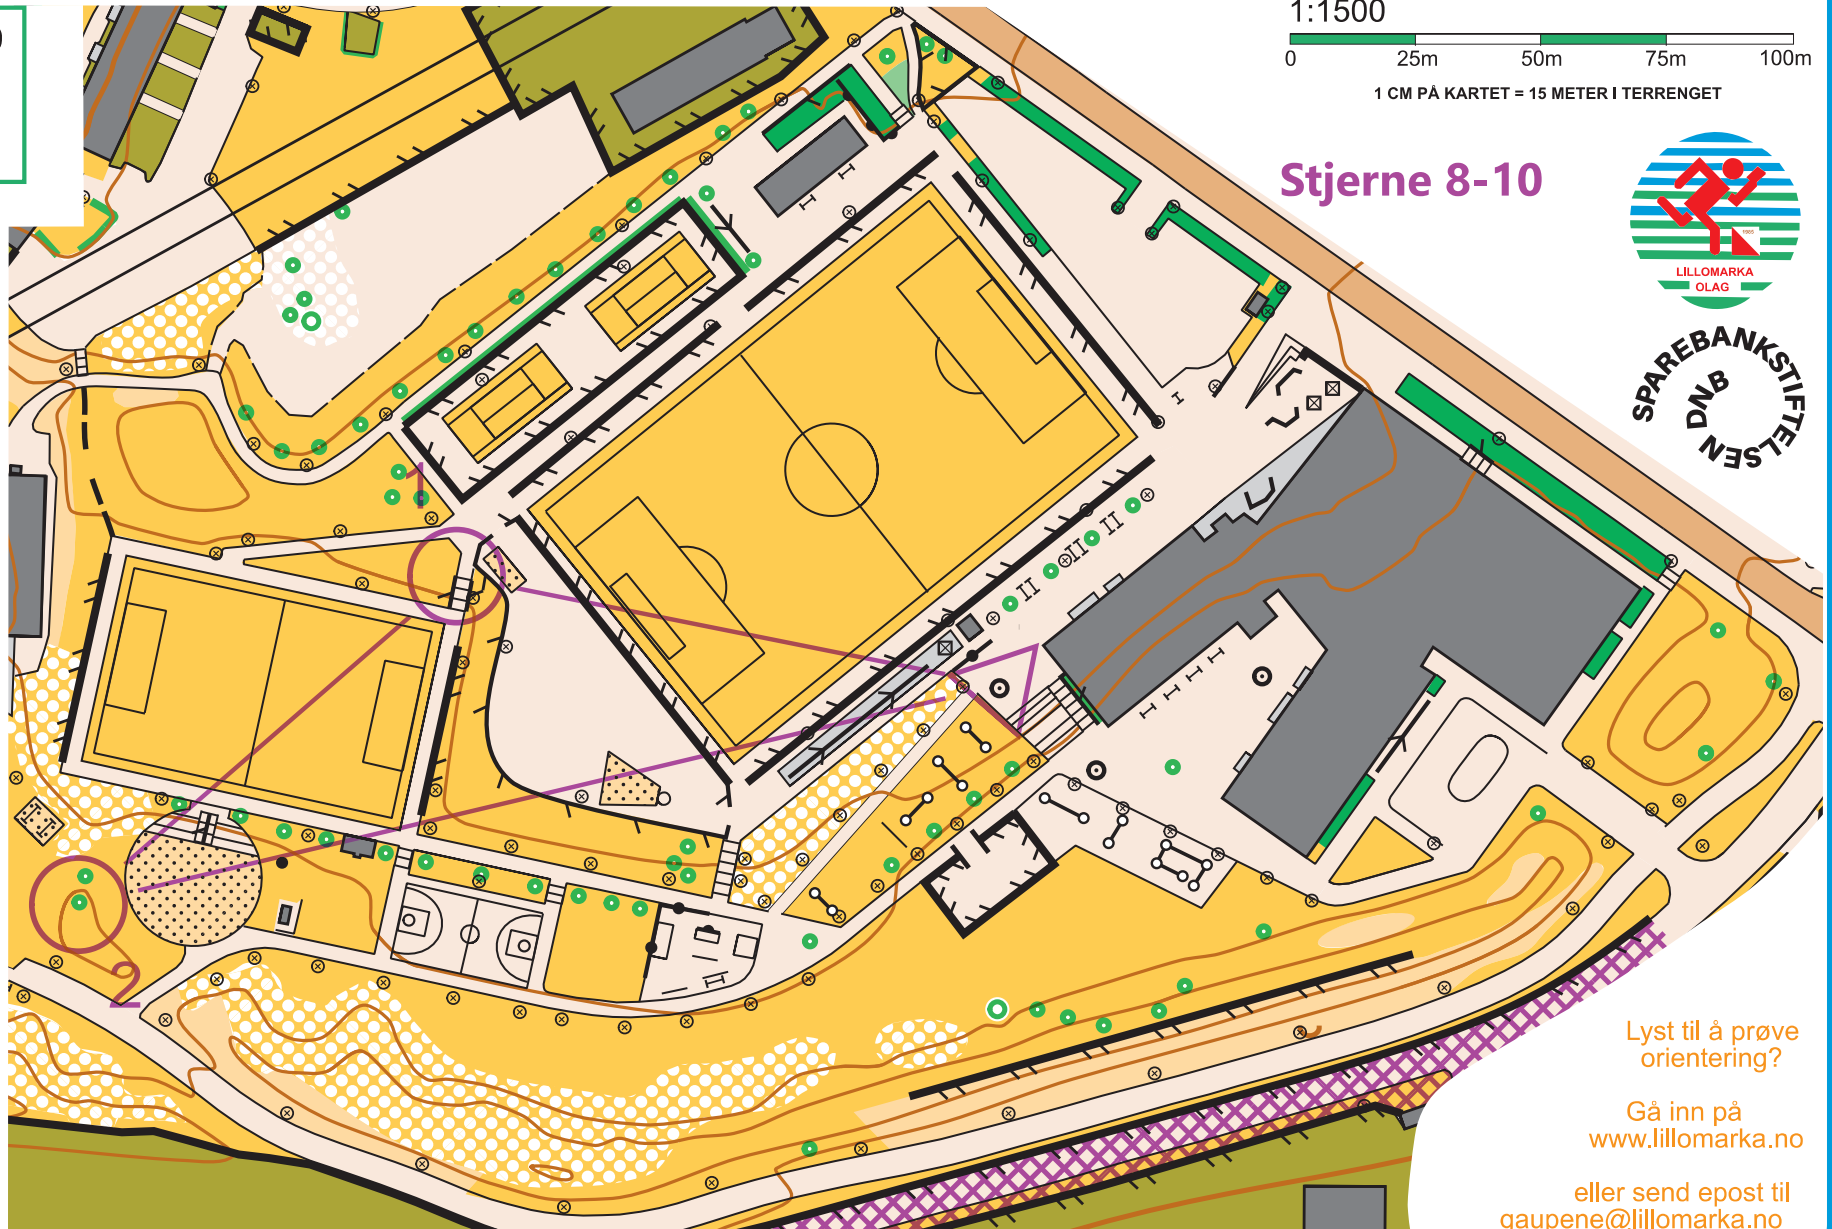 1:1500
0 25m 50m 75m 100m
1 CM PÅ KARTET = 15 METER I TERRENGET
Stjerne 8-10
1985
LILLOMARKA
OLAG
SPAREBANKSTIFTELSEN
DNB
1
2
Lyst til å prøve
orientering?
Gå inn på
www.lillomarka.no
eller send epost til
gaupene@lillomarka.no